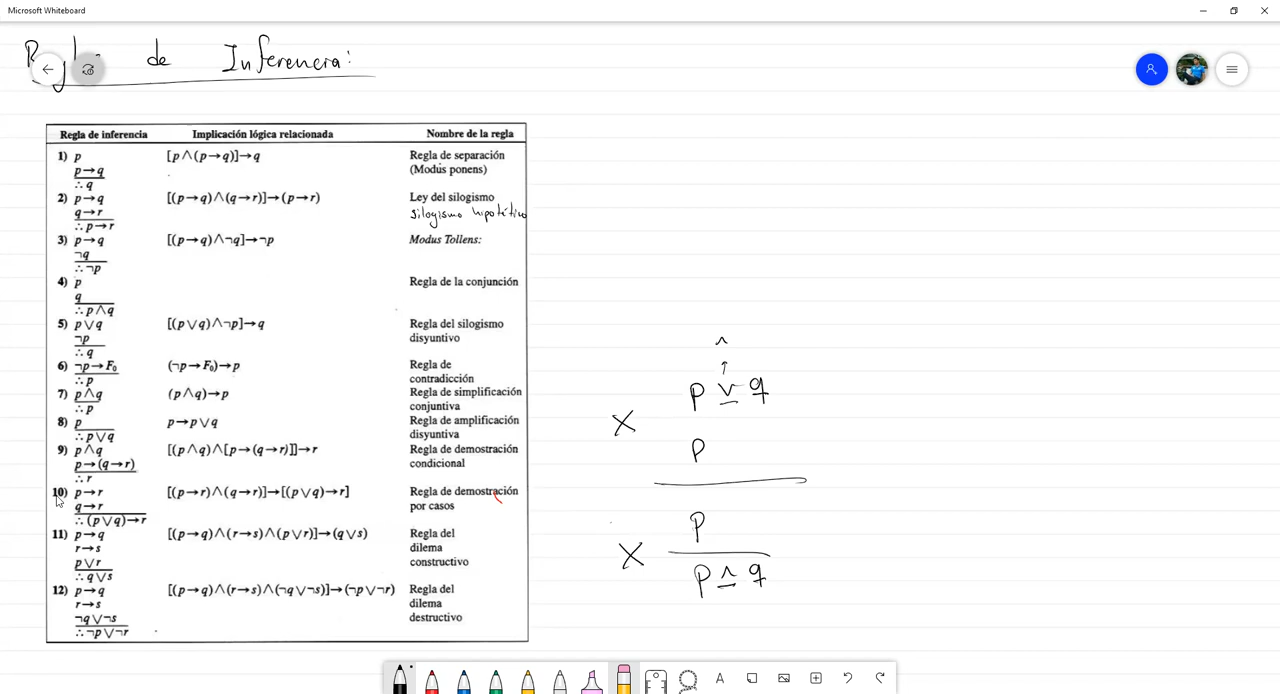 Microsoft Whiteboard
Reglas de Inferencia:
Regla de inferencia Implicación lógica relacionada Nombre de la regla
1) p [p∧(p→q)]→q Regla de separación
p→q (Modus ponens)
∴q
2) p→q [(p→q)∧(q→r)]→(p→r) Ley del silogismo
q→r silogismo hipotético
∴p→r
3) p→q [(p→q)∧¬q]→¬p Modus Tollens:
¬q
∴¬p
4) p Regla de la conjunción
q
∴p∧q
5) p∨q [(p∨q)∧¬p]→q Regla del silogismo
¬p disyuntivo
∴q
6) ¬p→F₀ (¬p→F₀)→p Regla de
∴p contradicción
7) p∧q (p∧q)→p Regla de simplificación
∴p conjuntiva
8) p p→p∨q Regla de amplificación
∴p∨q disyuntiva
9) p∧q [(p∧q)∧[p→(q→r)]]→r Regla de demostración
p→(q→r) condicional
∴r
10) p→r [(p→r)∧(q→r)]→[(p∨q)→r] Regla de demostración
q→r por casos
∴(p∨q)→r
11) p→q [(p→q)∧(r→s)∧(p∨r)]→(q∨s) Regla del
r→s dilema
p∨r constructivo
∴q∨s
12) p→q [(p→q)∧(r→s)∧(¬q∨¬s)]→(¬p∨¬r) Regla del
r→s dilema
¬q∨¬s destructivo
∴¬p∨¬r
∧
↑
p ∨ q
X
p
p
X
p ∧ q
A